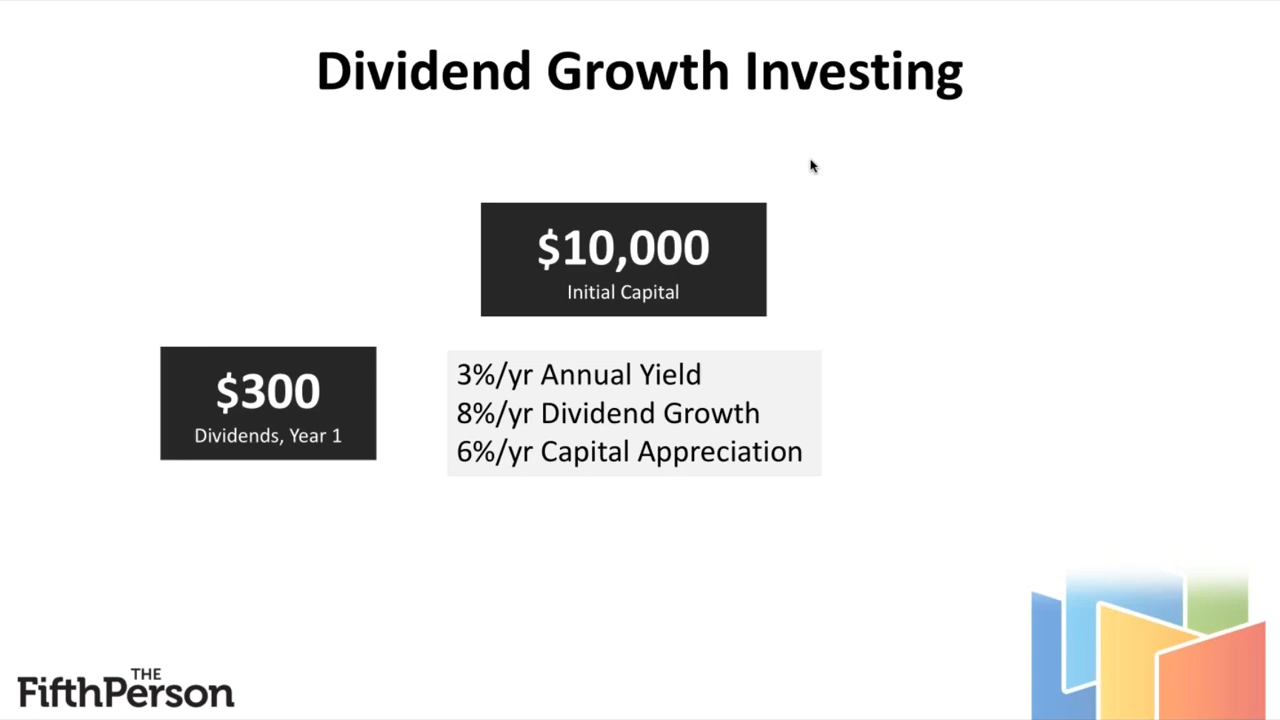 Dividend Growth Investing
$10,000
Initial Capital
$300
Dividends, Year 1
3%/yr Annual Yield
8%/yr Dividend Growth
6%/yr Capital Appreciation
THE
FifthPerson